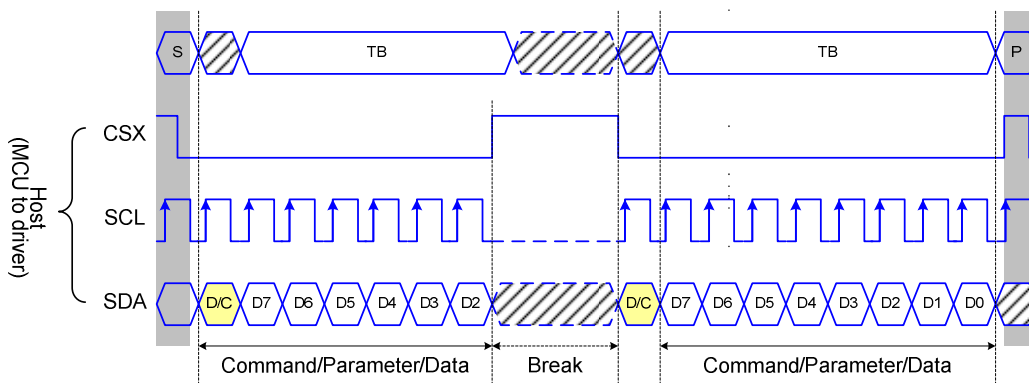 S TB TB P
CSX
Host
(MCU to driver)
SCL
SDA D/C D7 D6 D5 D4 D3 D2 D/C D7 D6 D5 D4 D3 D2 D1 D0
Command/Parameter/Data Break Command/Parameter/Data